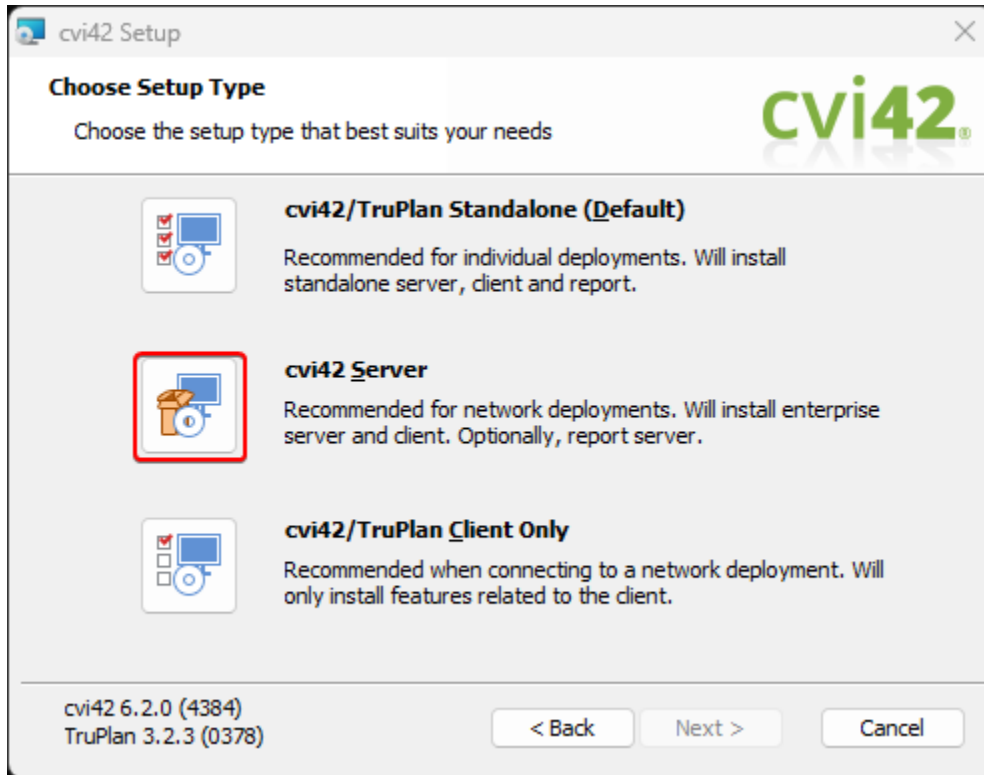 cvi42 Setup
Choose Setup Type
Choose the setup type that best suits your needs
cvi42®
cvi42/TruPlan Standalone (Default)
Recommended for individual deployments. Will install
standalone server, client and report.
cvi42 Server
Recommended for network deployments. Will install enterprise
server and client. Optionally, report server.
cvi42/TruPlan Client Only
Recommended when connecting to a network deployment. Will
only install features related to the client.
cvi42 6.2.0 (4384)
TruPlan 3.2.3 (0378)
< Back Next > Cancel